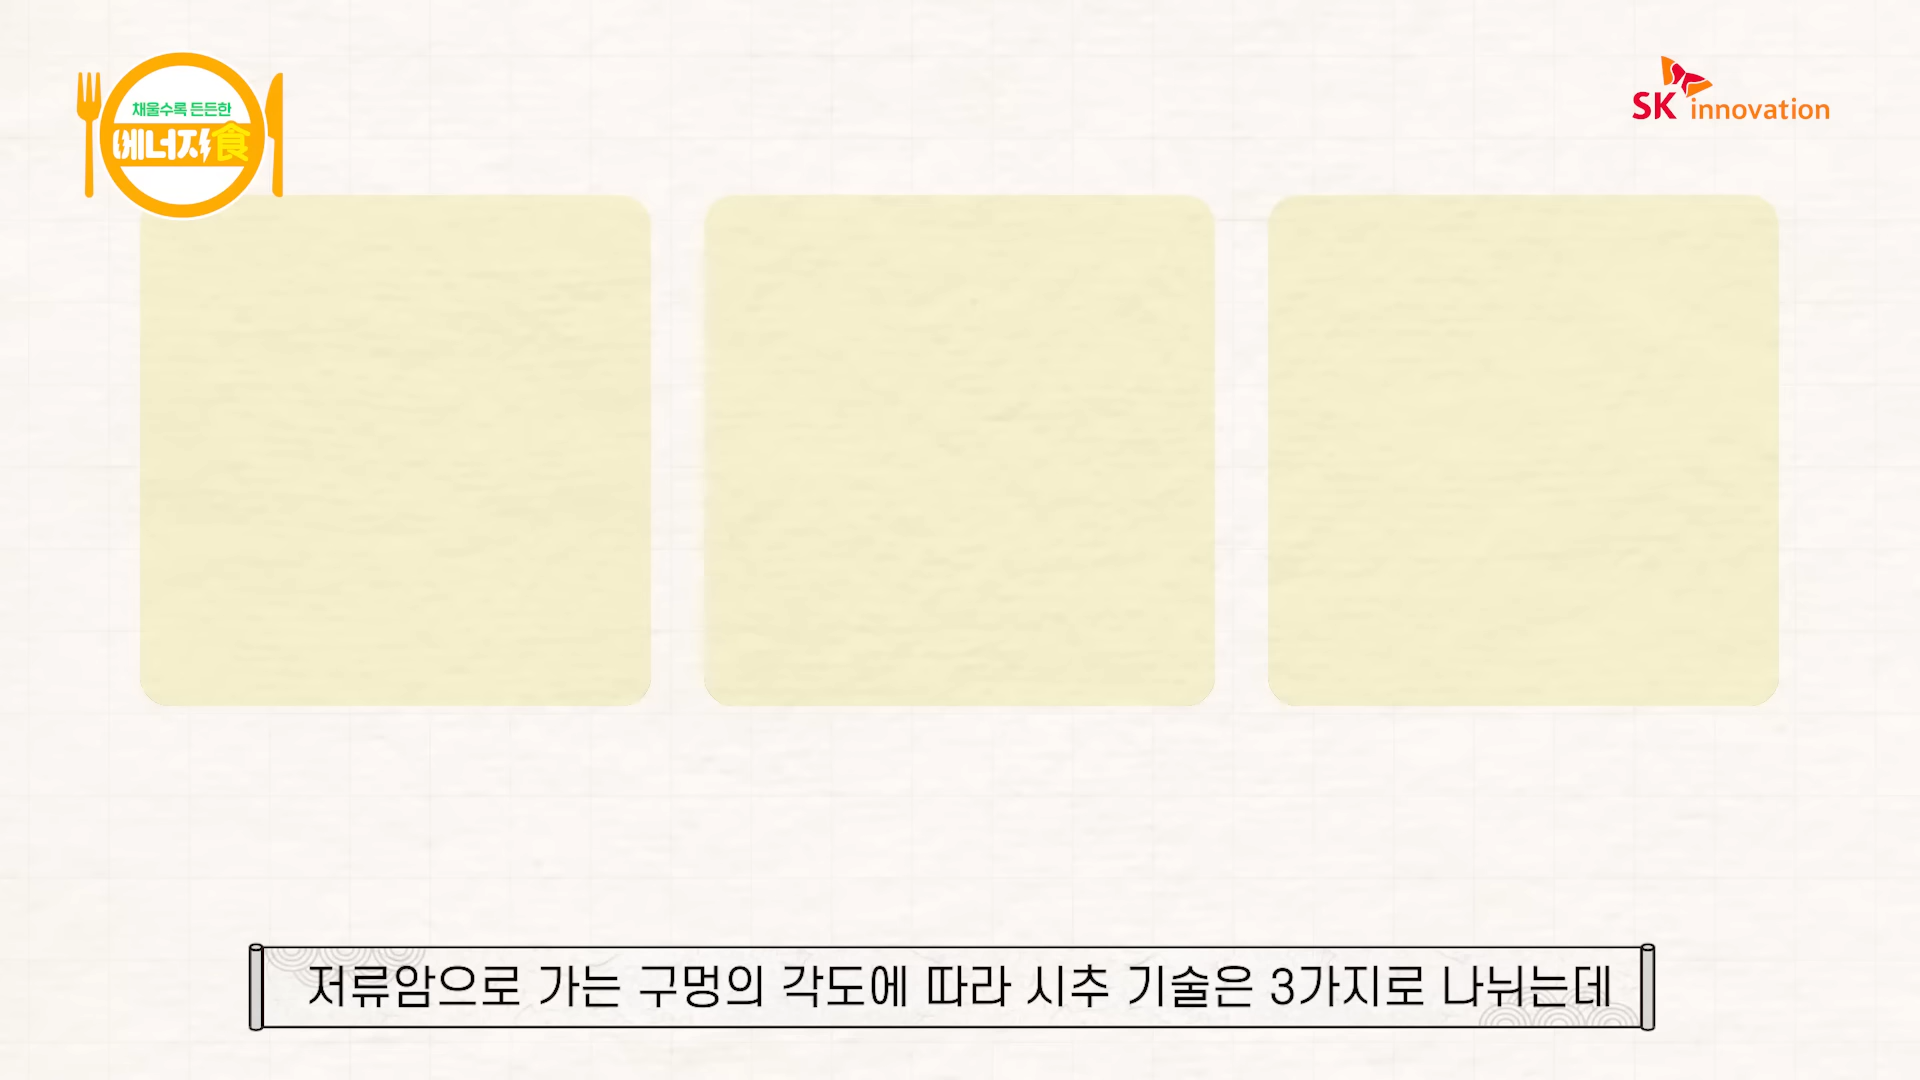 채울수록 든든한
에너지食
SK innovation
저류암으로 가는 구멍의 각도에 따라 시추 기술은 3가지로 나뉘는데